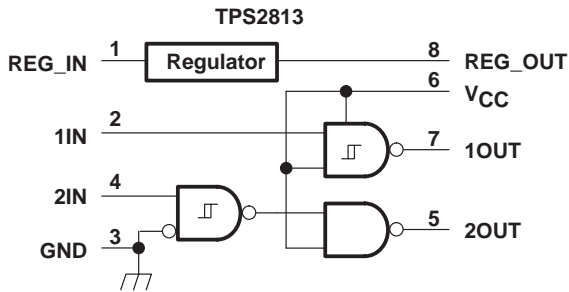 TPS2813
REG_IN 1 Regulator 8 REG_OUT
6 VCC
1IN 2
7 1OUT
2IN 4
5 2OUT
GND 3